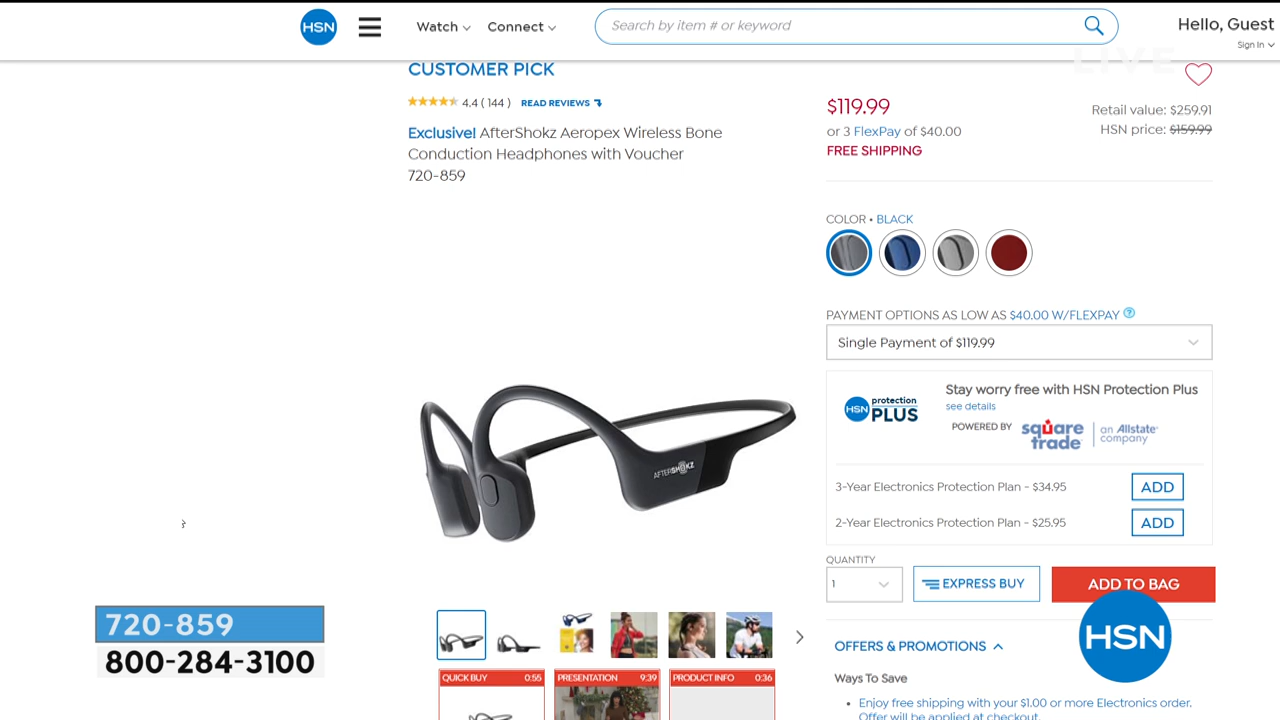 HSN
Watch
Connect
Search by item # or keyword
Hello, Guest
Sign In
LIVE
CUSTOMER PICK
4.4 ( 144 ) READ REVIEWS
Exclusive! AfterShokz Aeropex Wireless Bone
Conduction Headphones with Voucher
720-859
$119.99
or 3 FlexPay of $40.00
FREE SHIPPING
Retail value: $259.91
HSN price: $159.99
COLOR • BLACK
PAYMENT OPTIONS AS LOW AS $40.00 W/FLEXPAY ?
Single Payment of $119.99
HSN protection PLUS
Stay worry free with HSN Protection Plus
see details
POWERED BY square trade | an Allstate company
3-Year Electronics Protection Plan - $34.95 ADD
2-Year Electronics Protection Plan - $25.95 ADD
QUANTITY
1
EXPRESS BUY
ADD TO BAG
AFTERSHOKZ
720-859
800-284-3100
QUICK BUY 0:55
PRESENTATION 9:39
PRODUCT INFO 0:36
OFFERS & PROMOTIONS
HSN
Ways To Save
• Enjoy free shipping with your $1.00 or more Electronics order.
Offer will be applied at checkout.